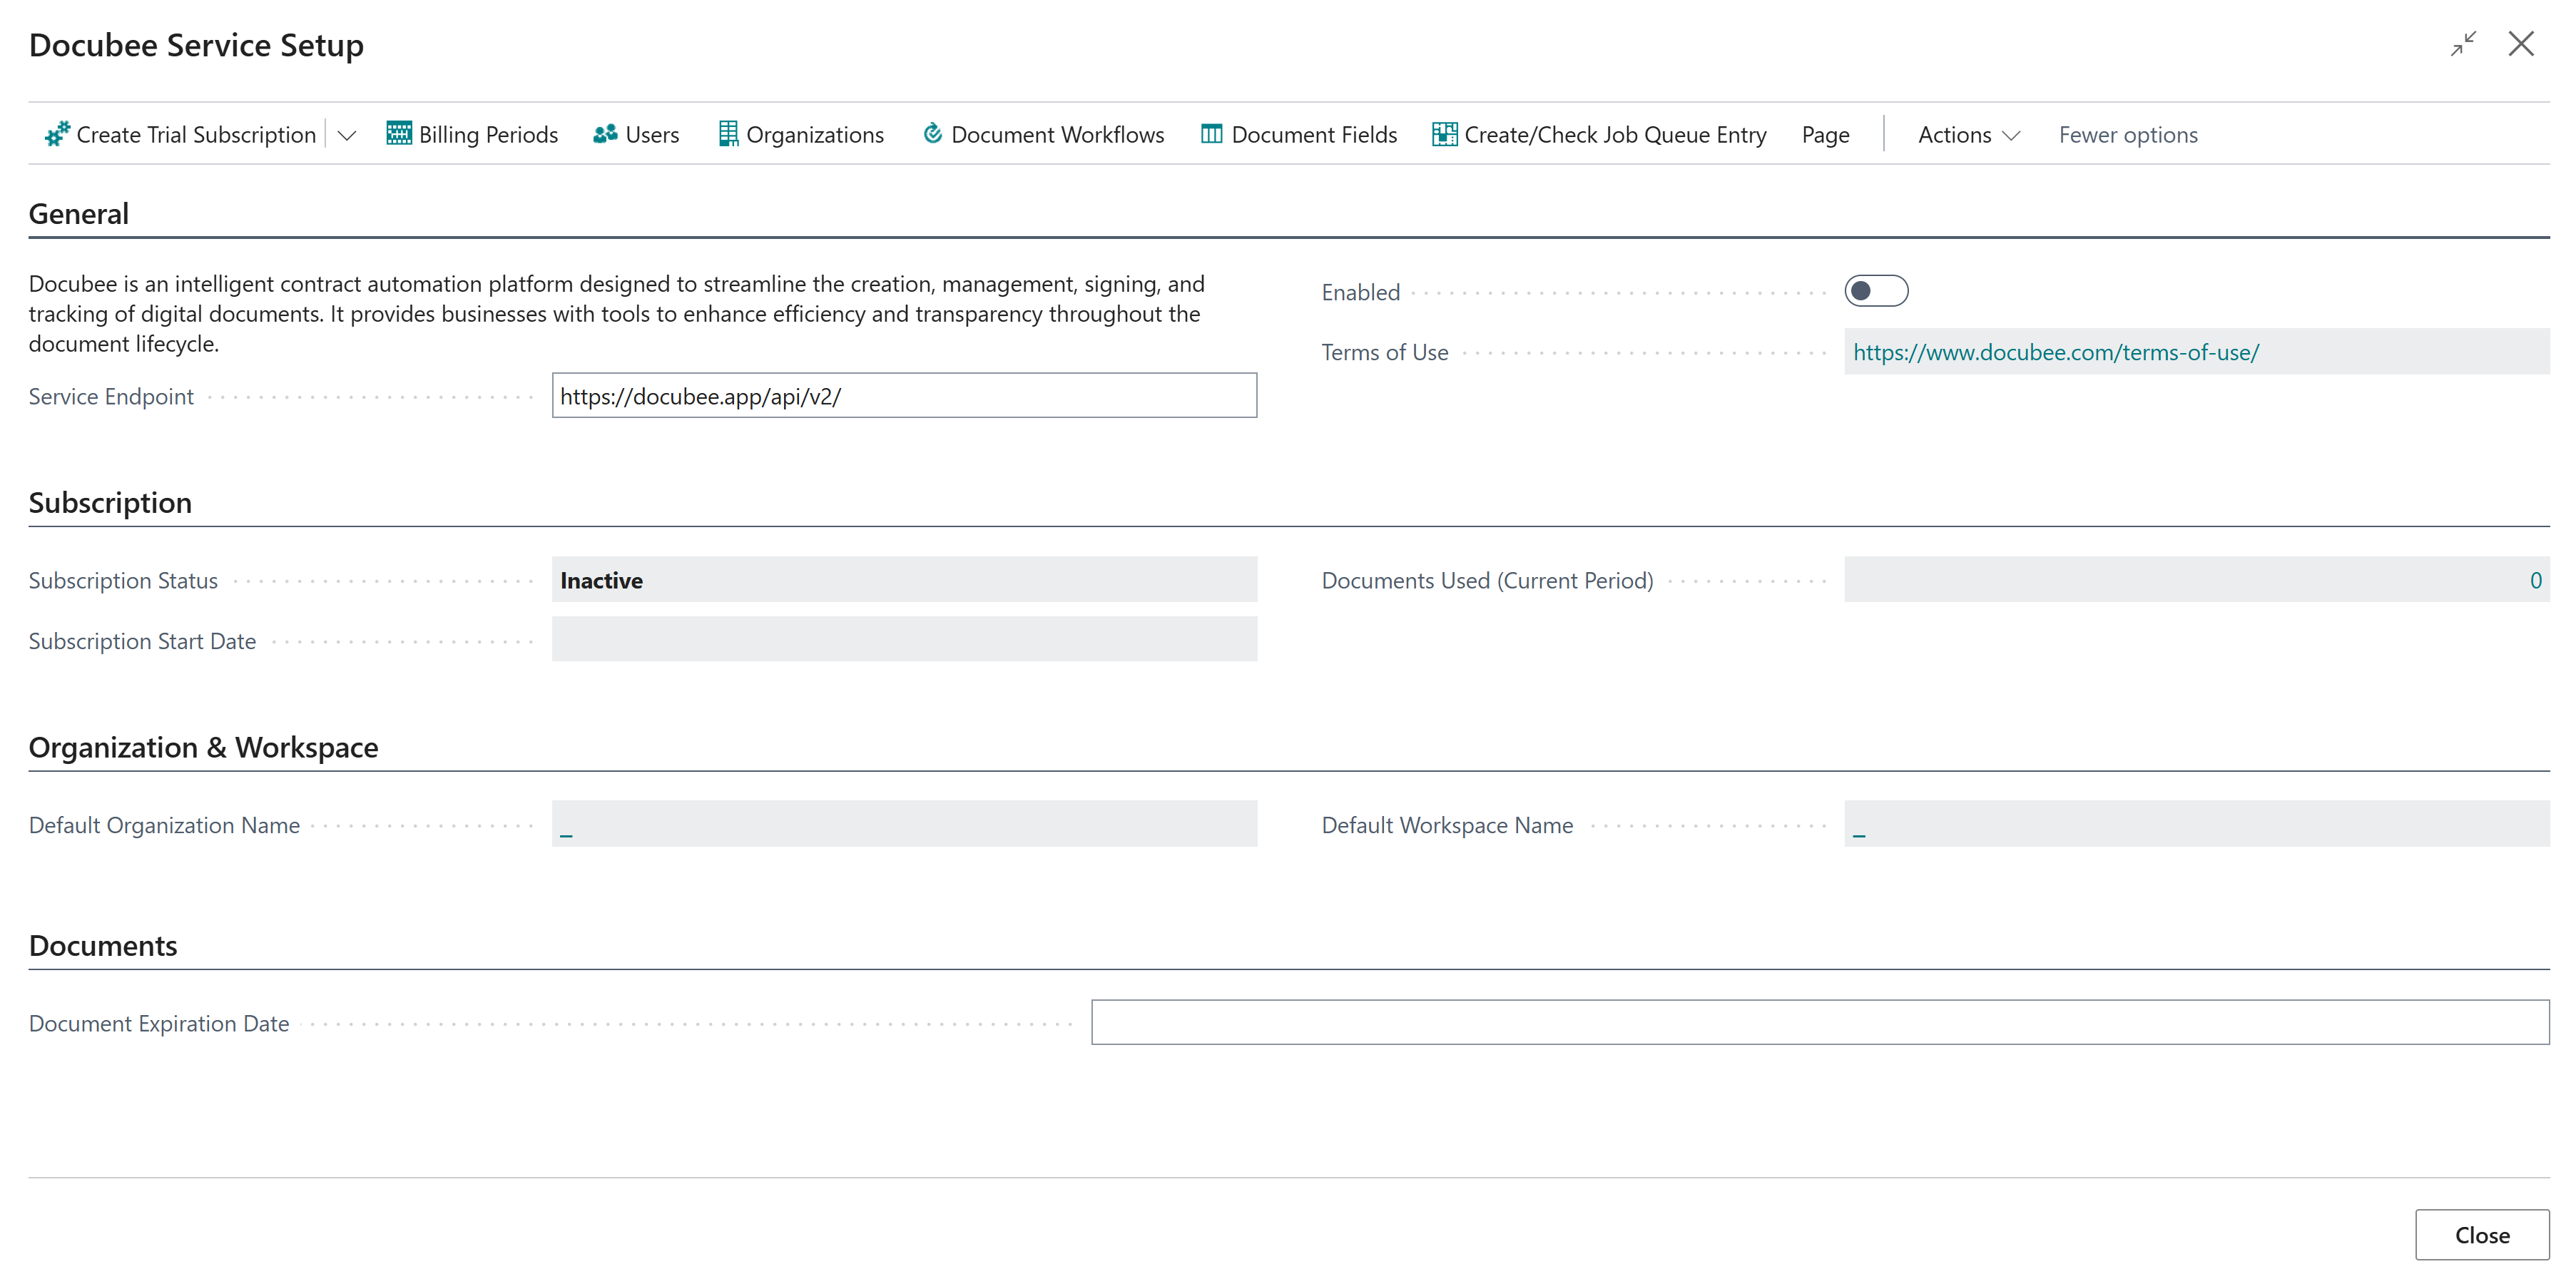 Docubee Service Setup
Create Trial Subscription Billing Periods Users Organizations Document Workflows Document Fields Create/Check Job Queue Entry Page Actions Fewer options
General
Docubee is an intelligent contract automation platform designed to streamline the creation, management, signing, and
tracking of digital documents. It provides businesses with tools to enhance efficiency and transparency throughout the
document lifecycle.
Service Endpoint https://docubee.app/api/v2/
Enabled
Terms of Use https://www.docubee.com/terms-of-use/
Subscription
Subscription Status Inactive
Subscription Start Date
Documents Used (Current Period) 0
Organization & Workspace
Default Organization Name _
Default Workspace Name _
Documents
Document Expiration Date
Close